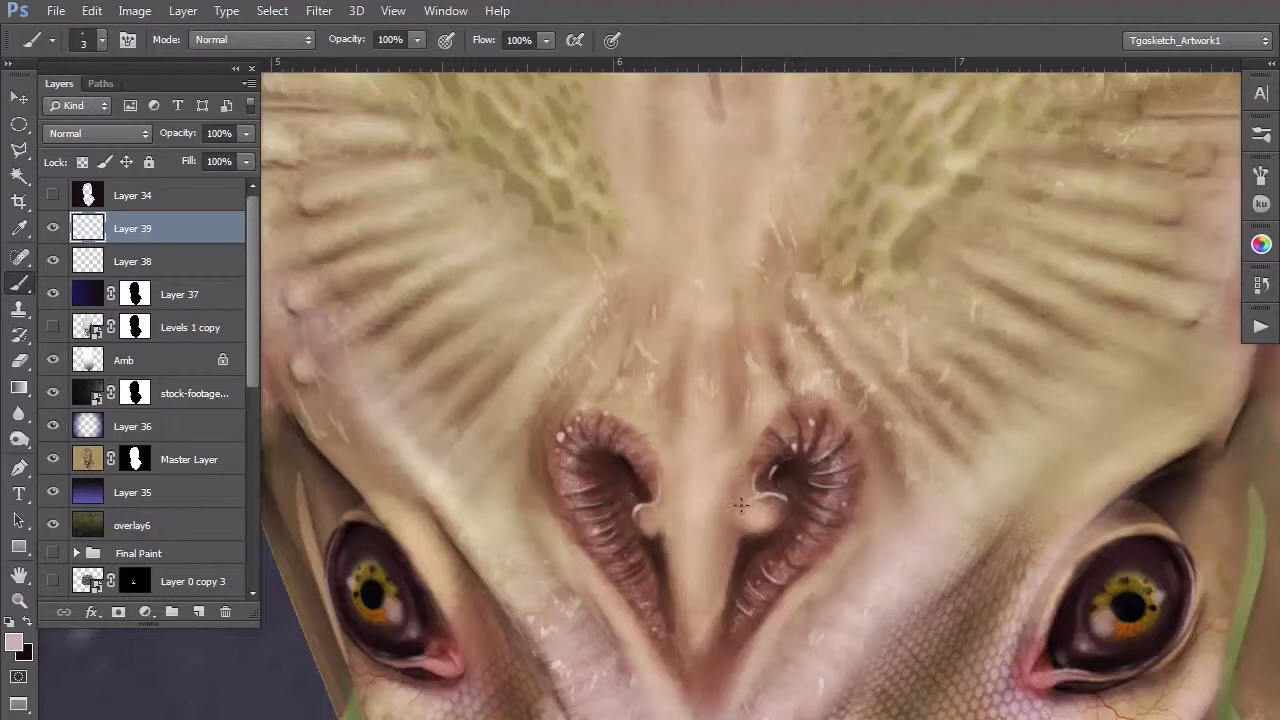 Ps File Edit Image Layer Type Select Filter 3D View Window Help
3 Mode: Normal Opacity: 100% Flow: 100% Tgosketch_Artwork1
Layers Paths
5 6 7
Kind
Normal Opacity: 100%
Lock: Fill: 100%
Layer 34
Layer 39
Layer 38
Layer 37
Levels 1 copy
Amb
stock-footage...
Layer 36
Master Layer
Layer 35
overlay6
Final Paint
Layer 0 copy 3
fx
A
ku
T